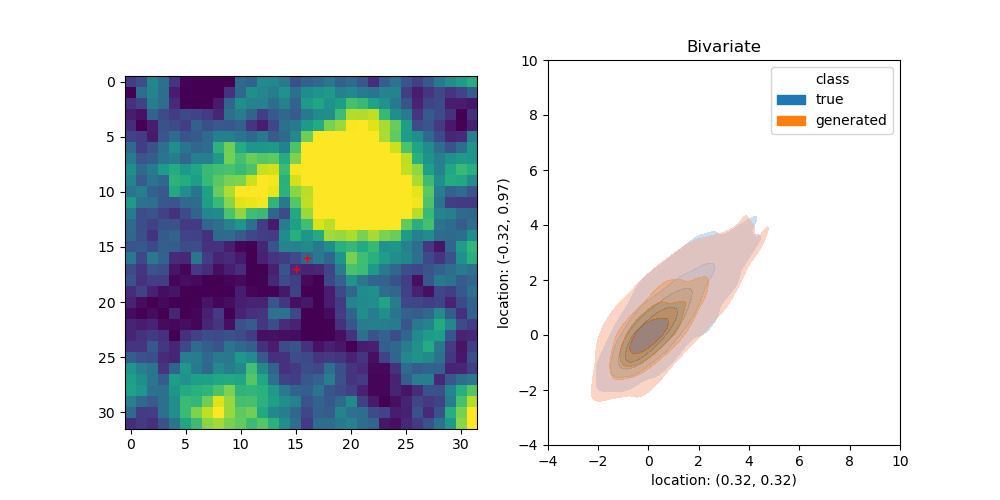 Bivariate
0
5
10
15
20
25
30
0 5 10 15 20 25 30
location: (-0.32, 0.97)
10
8
6
4
2
0
−2
−4
class
true
generated
−4 −2 0 2 4 6 8 10
location: (0.32, 0.32)